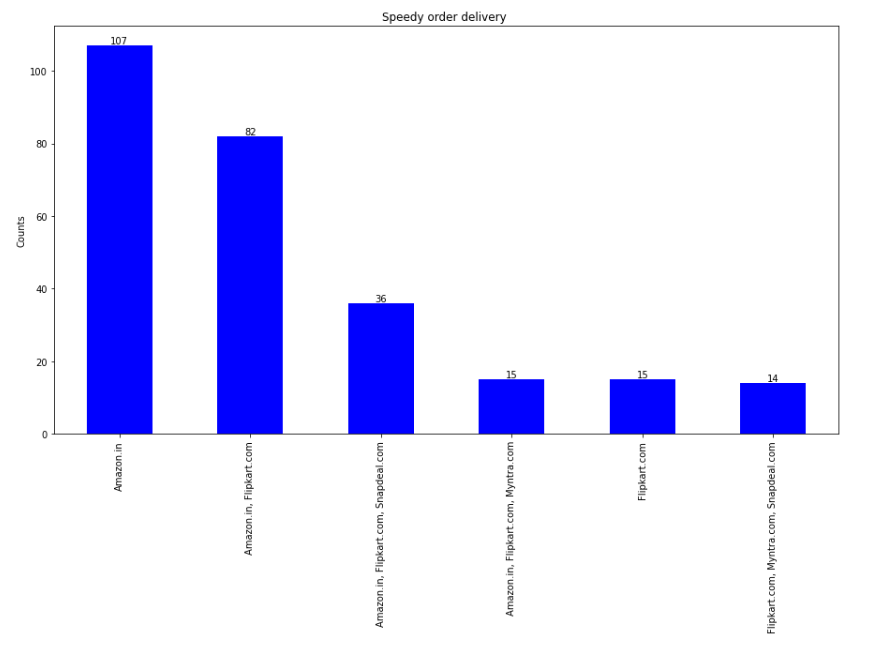 Speedy order delivery
107
82
36
15
15
14
100
80
60
40
20
0
Counts
Amazon.in
Amazon.in, Flipkart.com
Amazon.in, Flipkart.com, Snapdeal.com
Amazon.in, Flipkart.com, Myntra.com
Flipkart.com
Flipkart.com, Myntra.com, Snapdeal.com